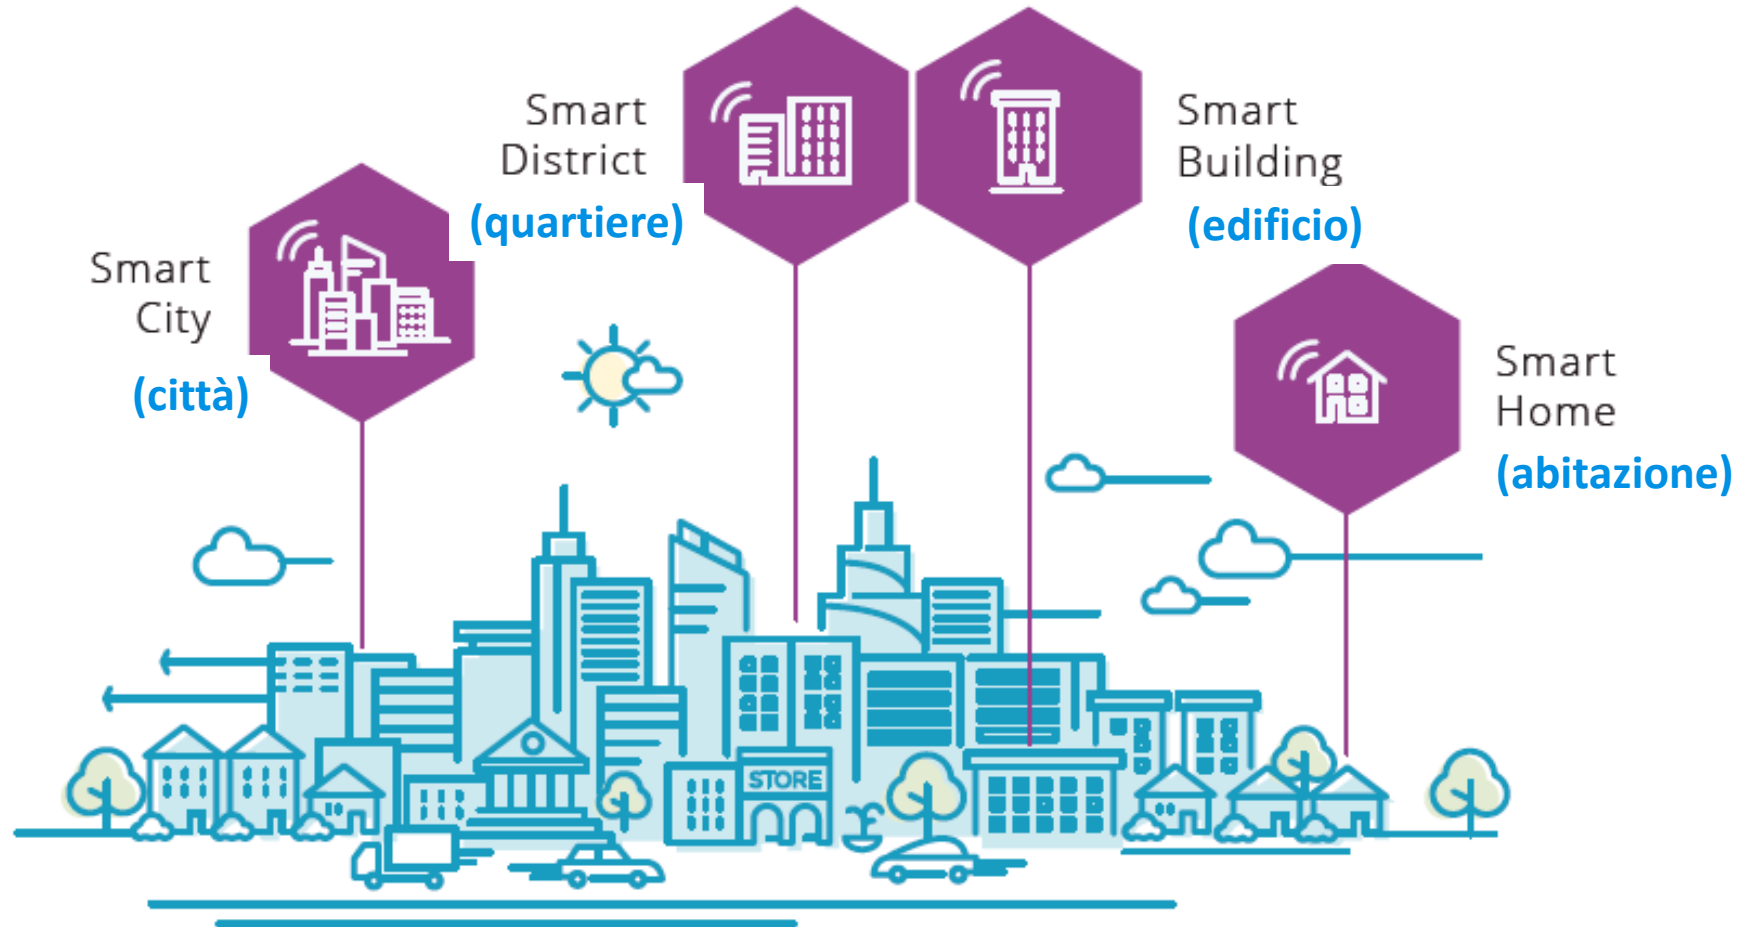 Smart
City
(città)
Smart
District
(quartiere)
Smart
Building
(edificio)
Smart
Home
(abitazione)
STORE